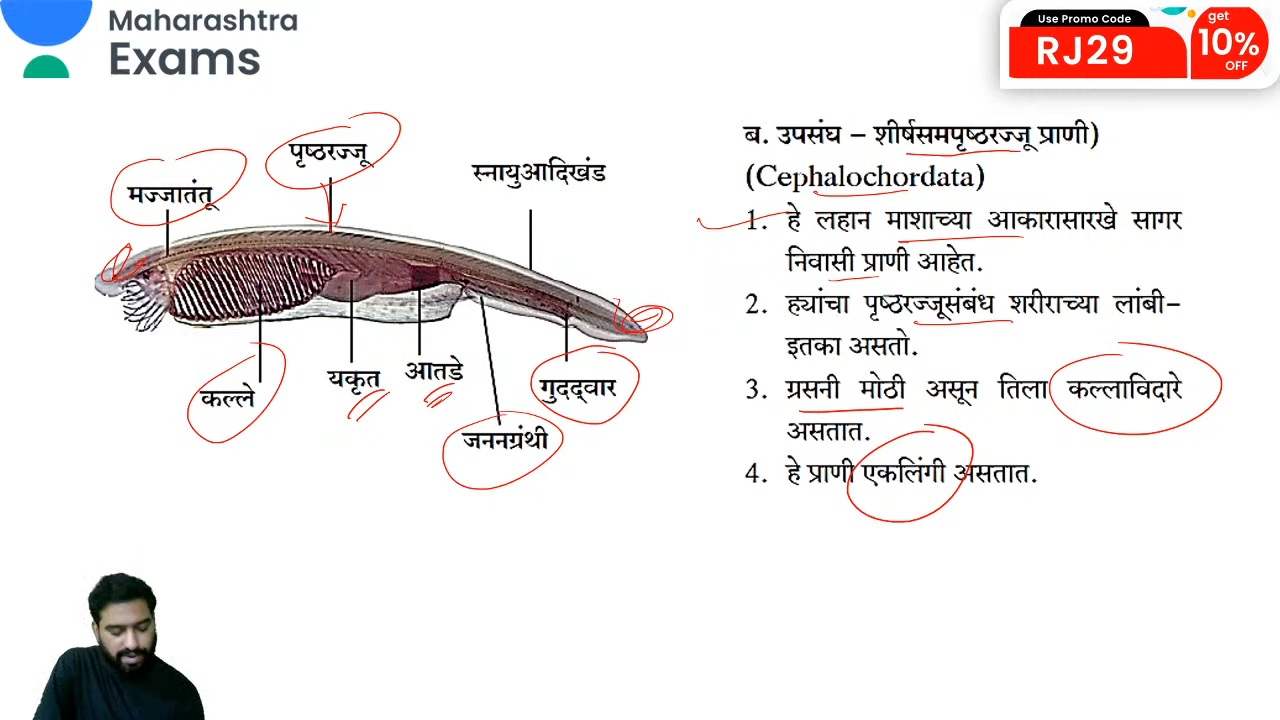 Maharashtra
Exams
Use Promo Code
RJ29
get
10%
OFF
पृष्ठरज्जू
मज्जातंतू
स्नायुआदिखंड
कल्ले
यकृत
आतडे
गुदद्वार
जननग्रंथी
ब. उपसंघ – शीर्षसमपृष्ठरज्जू प्राणी)
(Cephalochordata)
1. हे लहान माशाच्या आकारासारखे सागर
निवासी प्राणी आहेत.
2. ह्यांचा पृष्ठरज्जूसंबंध शरीराच्या लांबी–
इतका असतो.
3. ग्रसनी मोठी असून तिला कल्लाविदारे
असतात.
4. हे प्राणी एकलिंगी असतात.